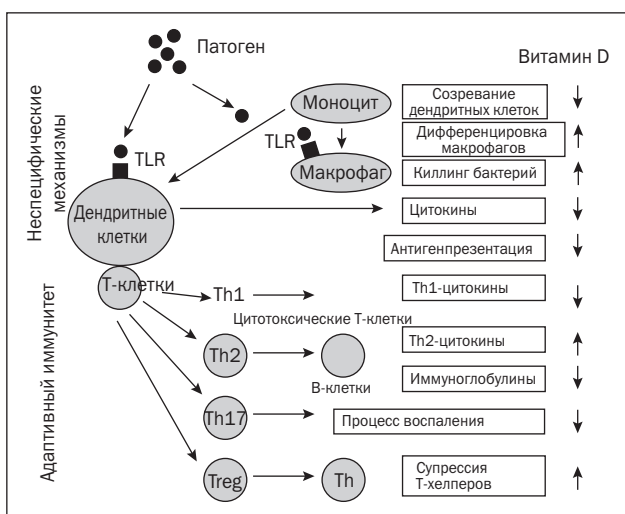 Патоген
Витамин D
Неспецифические
механизмы
Моноцит
Созревание
дендритных клеток
TLR
TLR
Дифференцировка
макрофагов
Макрофаг
Киллинг бактерий
Дендритные
клетки
Цитокины
Антигенпрезентация
Адаптивный иммунитет
Т-клетки
Th1
Th1-цитокины
Цитотоксические Т-клетки
Th2
Th2-цитокины
В-клетки
Иммуноглобулины
Th17
Процесс воспаления
Treg
Th
Супрессия
Т-хелперов